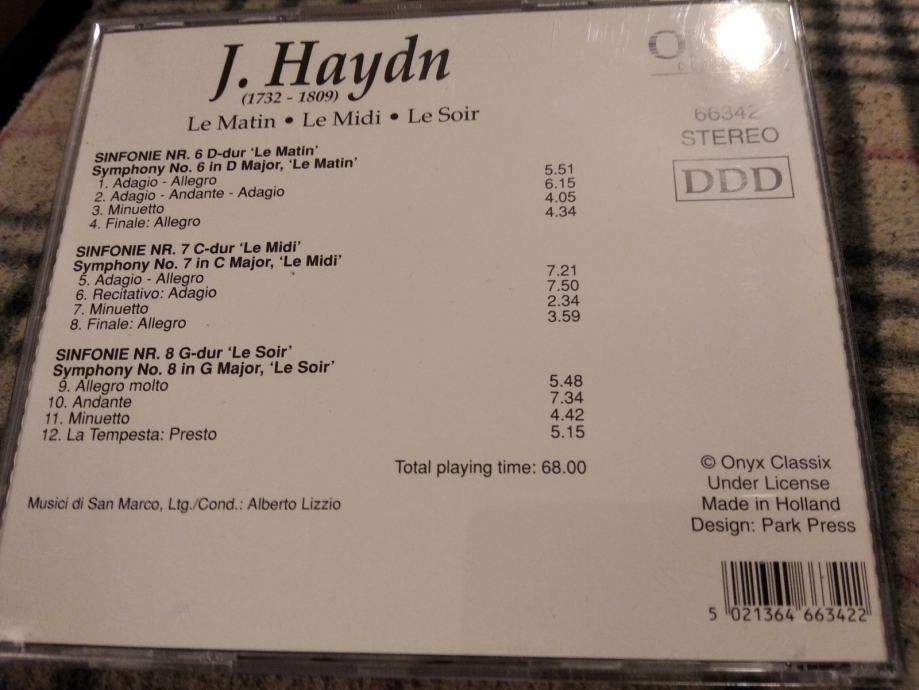 J. Haydn
(1732 - 1809)
Le Matin • Le Midi • Le Soir
66342
STEREO
DDD
SINFONIE NR. 6 D-dur ‘Le Matin’
Symphony No. 6 in D Major, ‘Le Matin’
1. Adagio - Allegro 5.51
2. Adagio - Andante - Adagio 6.15
3. Minuetto 4.05
4. Finale: Allegro 4.34
SINFONIE NR. 7 C-dur ‘Le Midi’
Symphony No. 7 in C Major, ‘Le Midi’
5. Adagio - Allegro 7.21
6. Recitativo: Adagio 7.50
7. Minuetto 2.34
8. Finale: Allegro 3.59
SINFONIE NR. 8 G-dur ‘Le Soir’
Symphony No. 8 in G Major, ‘Le Soir’
9. Allegro molto 5.48
10. Andante 7.34
11. Minuetto 4.42
12. La Tempesta: Presto 5.15
Total playing time: 68.00
Musici di San Marco, Ltg./Cond.: Alberto Lizzio
© Onyx Classix
Under License
Made in Holland
Design: Park Press
5 021364 663422